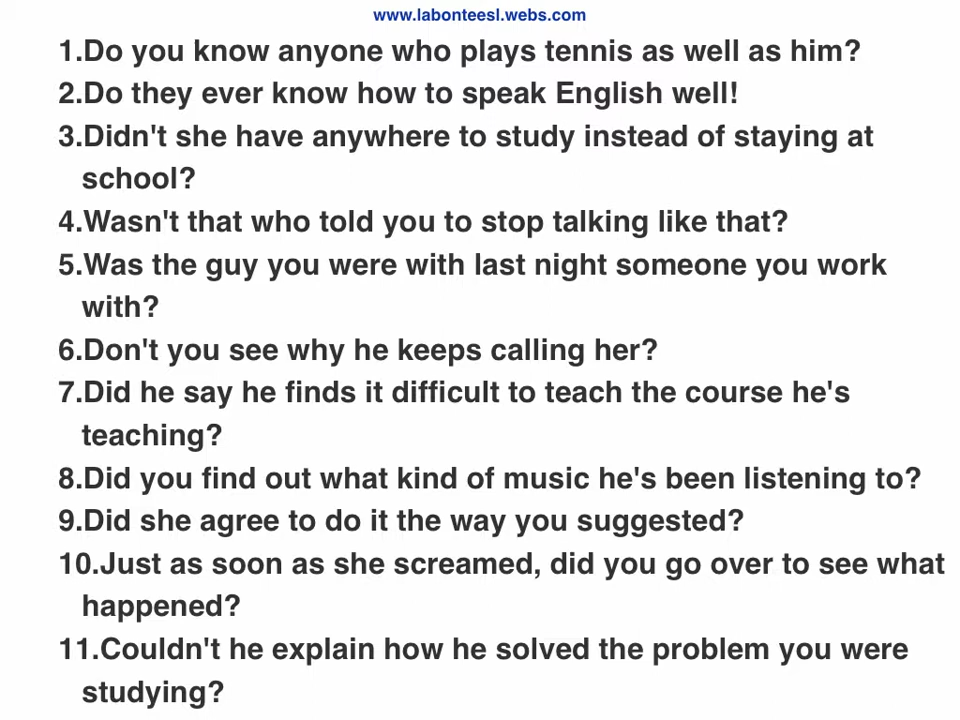 www.labonteesl.webs.com
1.Do you know anyone who plays tennis as well as him?
2.Do they ever know how to speak English well!
3.Didn't she have anywhere to study instead of staying at
school?
4.Wasn't that who told you to stop talking like that?
5.Was the guy you were with last night someone you work
with?
6.Don't you see why he keeps calling her?
7.Did he say he finds it difficult to teach the course he's
teaching?
8.Did you find out what kind of music he's been listening to?
9.Did she agree to do it the way you suggested?
10.Just as soon as she screamed, did you go over to see what
happened?
11.Couldn't he explain how he solved the problem you were
studying?